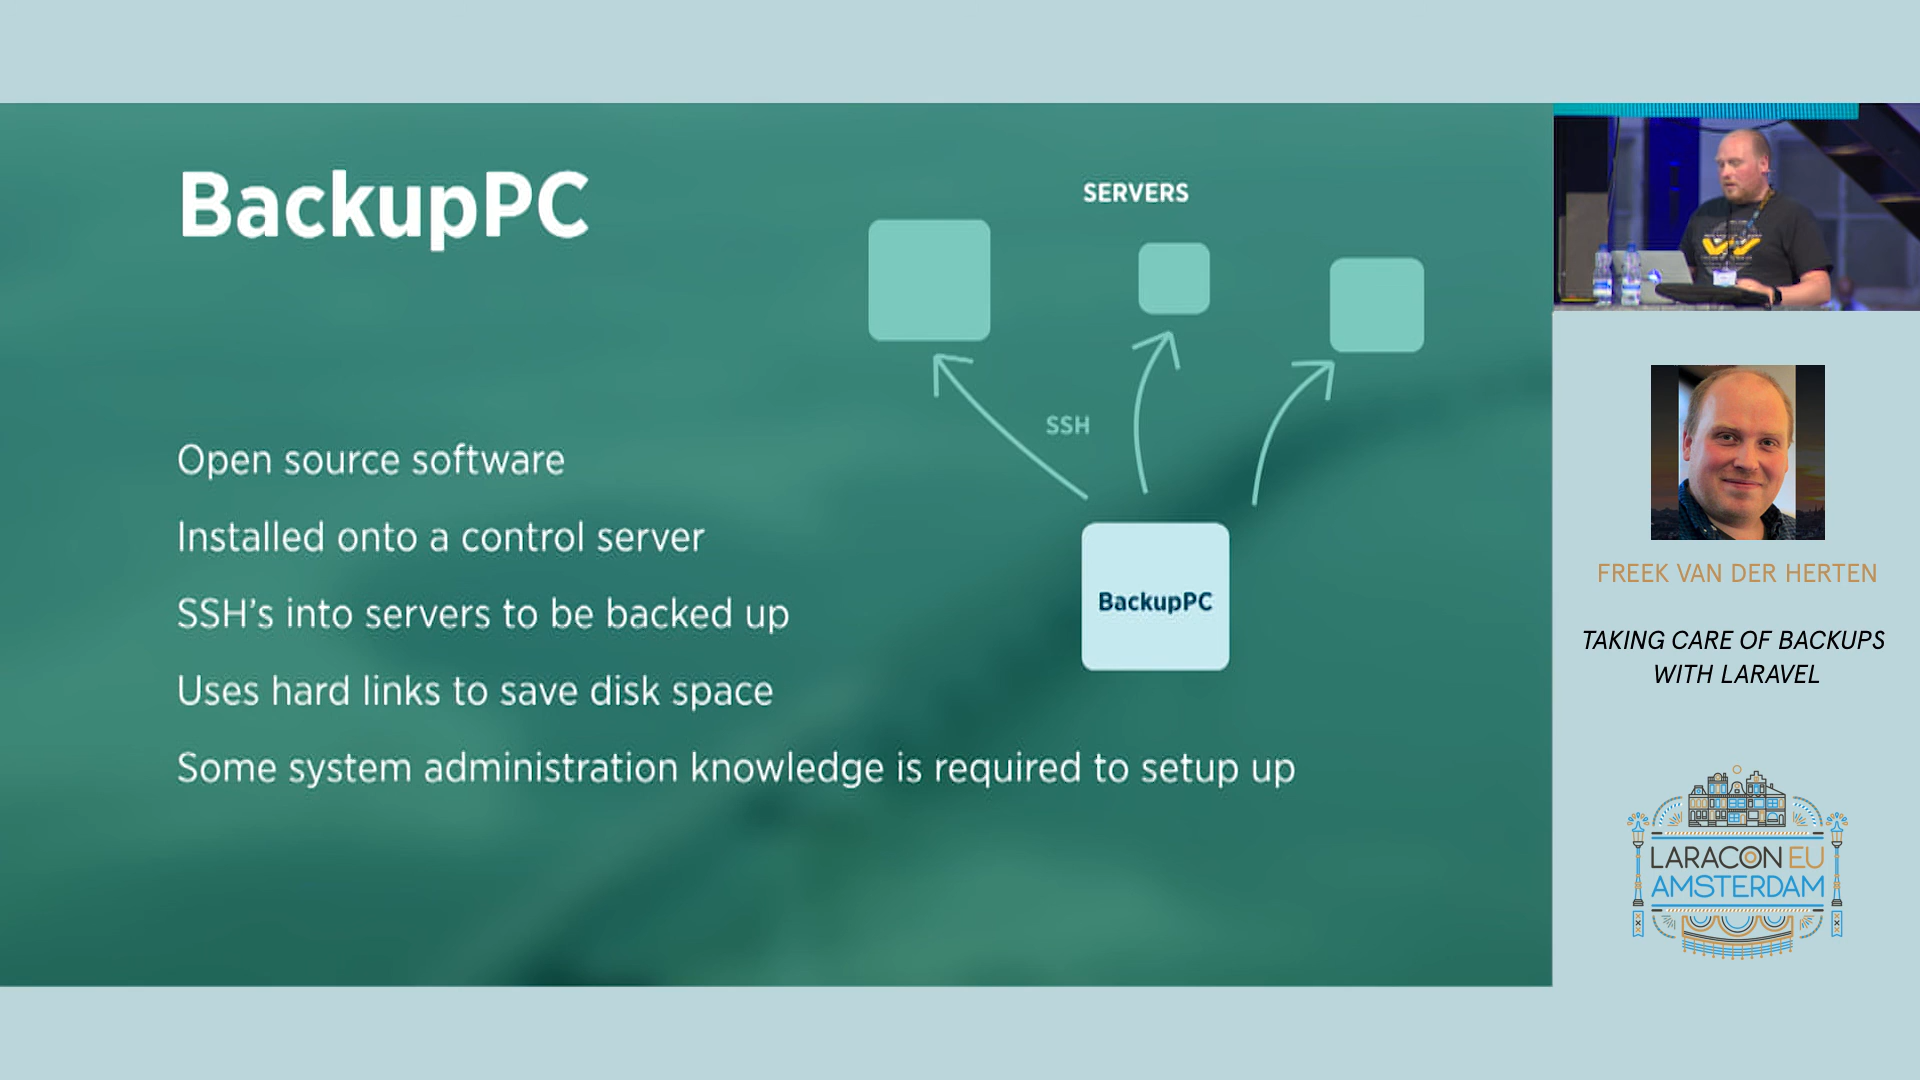 BackupPC
SERVERS
SSH
BackupPC
Open source software
Installed onto a control server
SSH's into servers to be backed up
Uses hard links to save disk space
Some system administration knowledge is required to setup up
FREEK VAN DER HERTEN
TAKING CARE OF BACKUPS
WITH LARAVEL
LARACON EU
AMSTERDAM